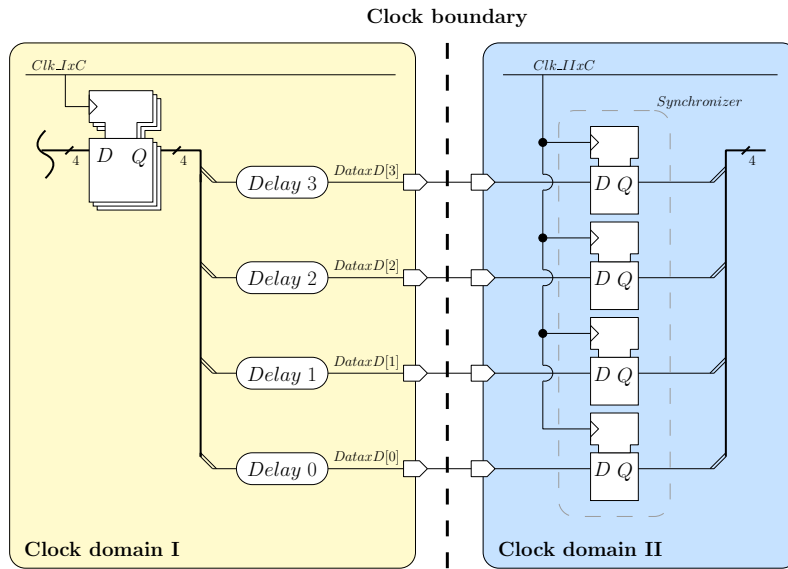 Clock boundary
Clk_IxC
Clk_IIxC
Synchronizer
D Q
4
4
4
Delay 3
DataxD[3]
D Q
Delay 2
DataxD[2]
D Q
Delay 1
DataxD[1]
D Q
Delay 0
DataxD[0]
D Q
Clock domain I
Clock domain II